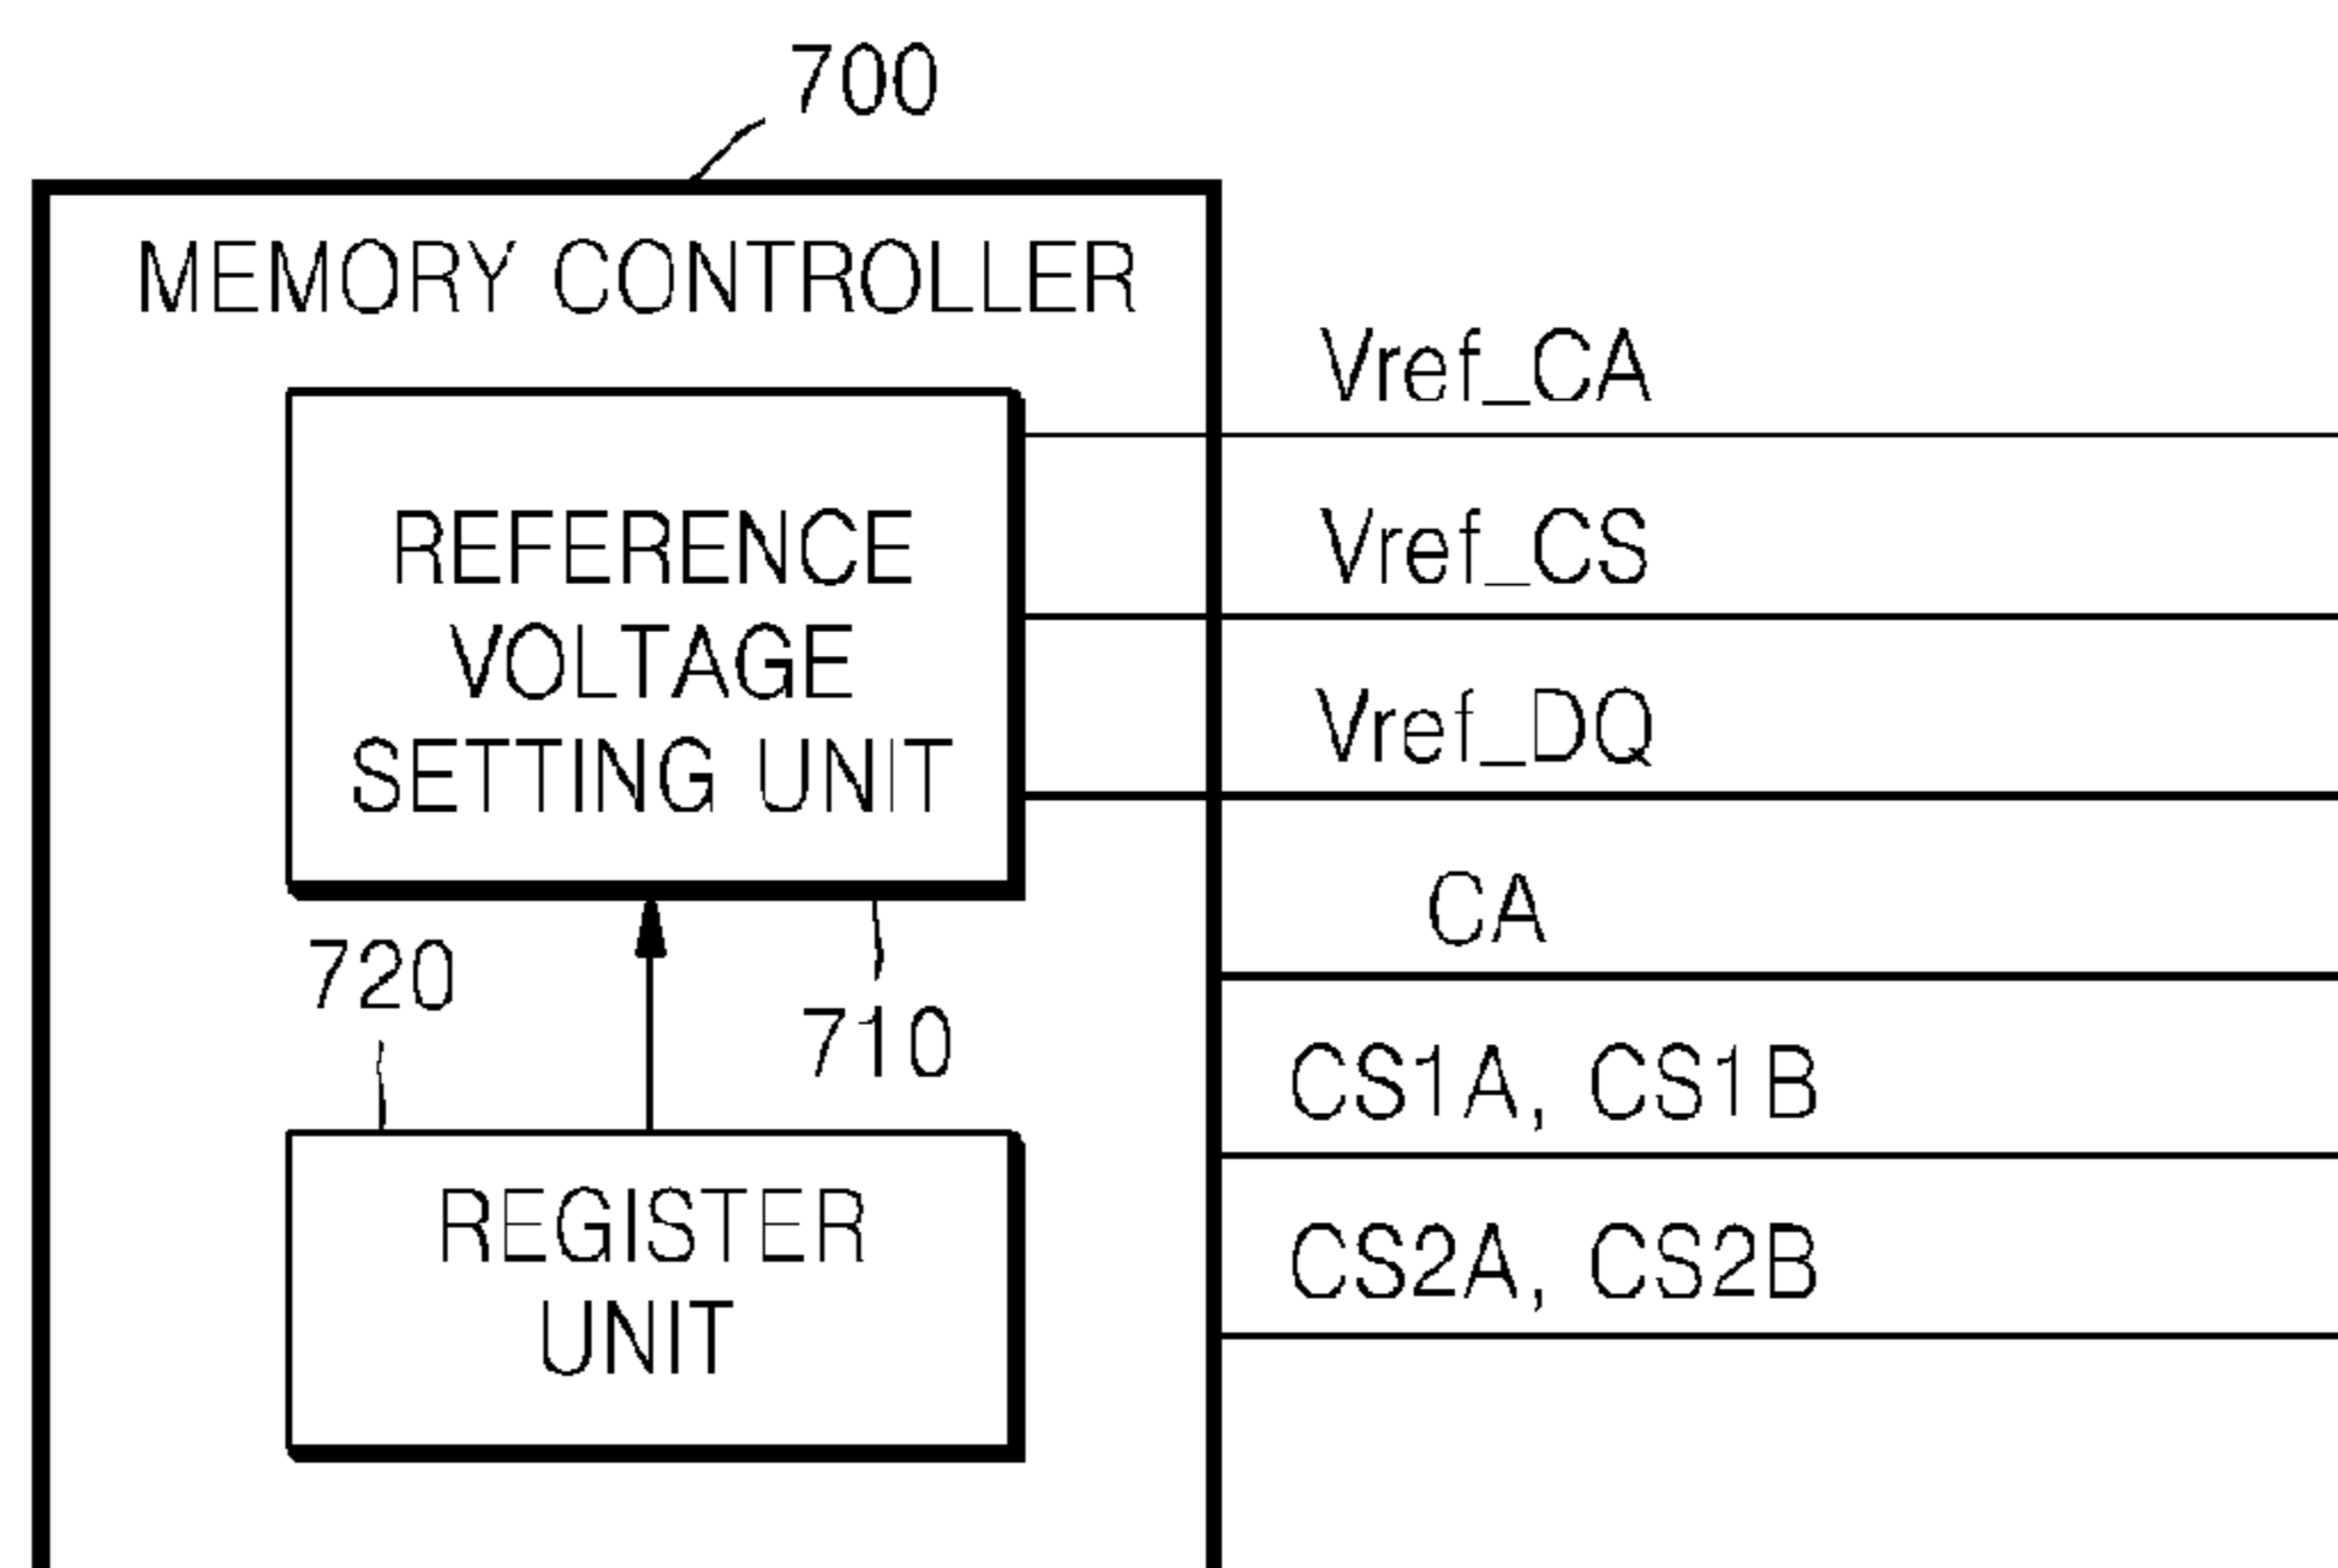 700
MEMORY CONTROLLER
Vref_CA
REFERENCE
VOLTAGE
SETTING UNIT
Vref_CS
Vref_DQ
CA
720
710
CS1A, CS1B
REGISTER
UNIT
CS2A, CS2B